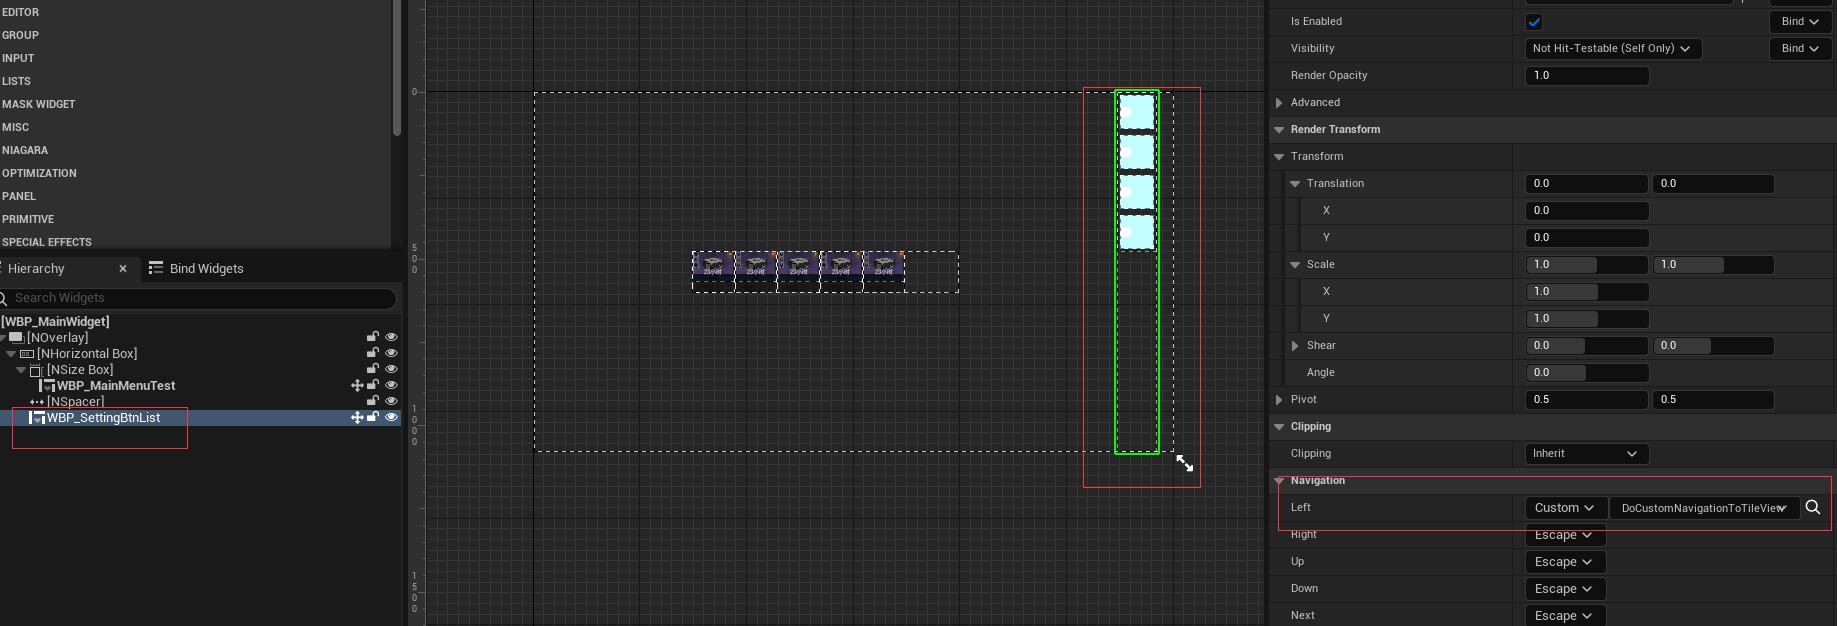 EDITOR
GROUP
INPUT
LISTS
MASK WIDGET
MISC
NIAGARA
OPTIMIZATION
PANEL
PRIMITIVE
SPECIAL EFFECTS
Hierarchy
Bind Widgets
Search Widgets
[WBP_MainWidget]
[NOverlay]
[NHorizontal Box]
[NSize Box]
WBP_MainMenuTest
[NSpacer]
WBP_SettingBtnList
0
5
0
0
1
0
0
0
1
5
0
0
Is Enabled
Bind
Visibility
Not Hit-Testable (Self Only)
Bind
Render Opacity
1.0
Advanced
Render Transform
Transform
Translation
0.0
0.0
X
0.0
Y
0.0
Scale
1.0
1.0
X
1.0
Y
1.0
Shear
0.0
0.0
Angle
0.0
Pivot
0.5
0.5
Clipping
Clipping
Inherit
Navigation
Left
Custom
DoCustomNavigationToTileView
Right
Escape
Up
Escape
Down
Escape
Next
Escape